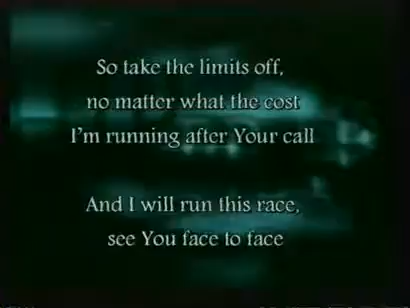 So take the limits off,
no matter what the cost
I'm running after Your call
And I will run this race,
see You face to face